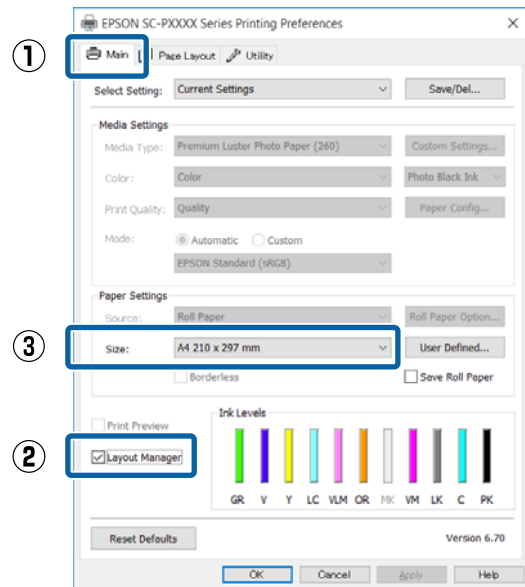 EPSON SC-PXXXX Series Printing Preferences
① Main Page Layout Utility
Select Setting: Current Settings Save/Del...
Media Settings
Media Type: Premium Luster Photo Paper (260) Custom Settings...
Color: Color Photo Black Ink
Print Quality: Quality Paper Config...
Mode: Automatic Custom
EPSON Standard (sRGB)
Paper Settings
Source: Roll Paper Roll Paper Option...
③ Size: A4 210 x 297 mm User Defined...
Borderless Save Roll Paper
Ink Levels
Print Preview
② Layout Manager
GR V Y LC VLM OR MK VM LK C PK
Reset Defaults Version 6.70
OK Cancel Apply Help